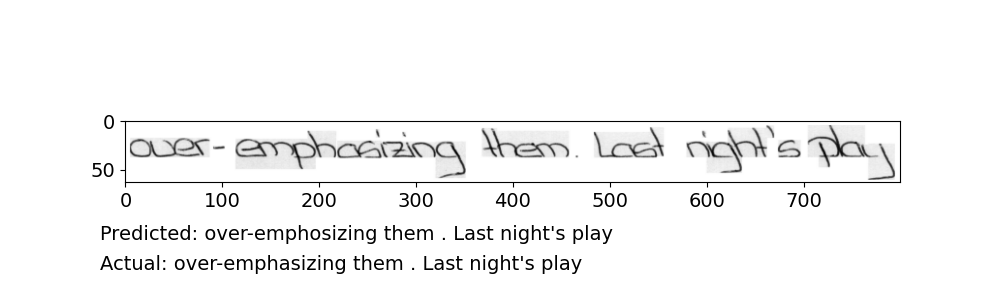 0
50
over-emphasizing them. Last night's play
0 100 200 300 400 500 600 700
Predicted: over-emphosizing them . Last night's play
Actual: over-emphasizing them . Last night's play